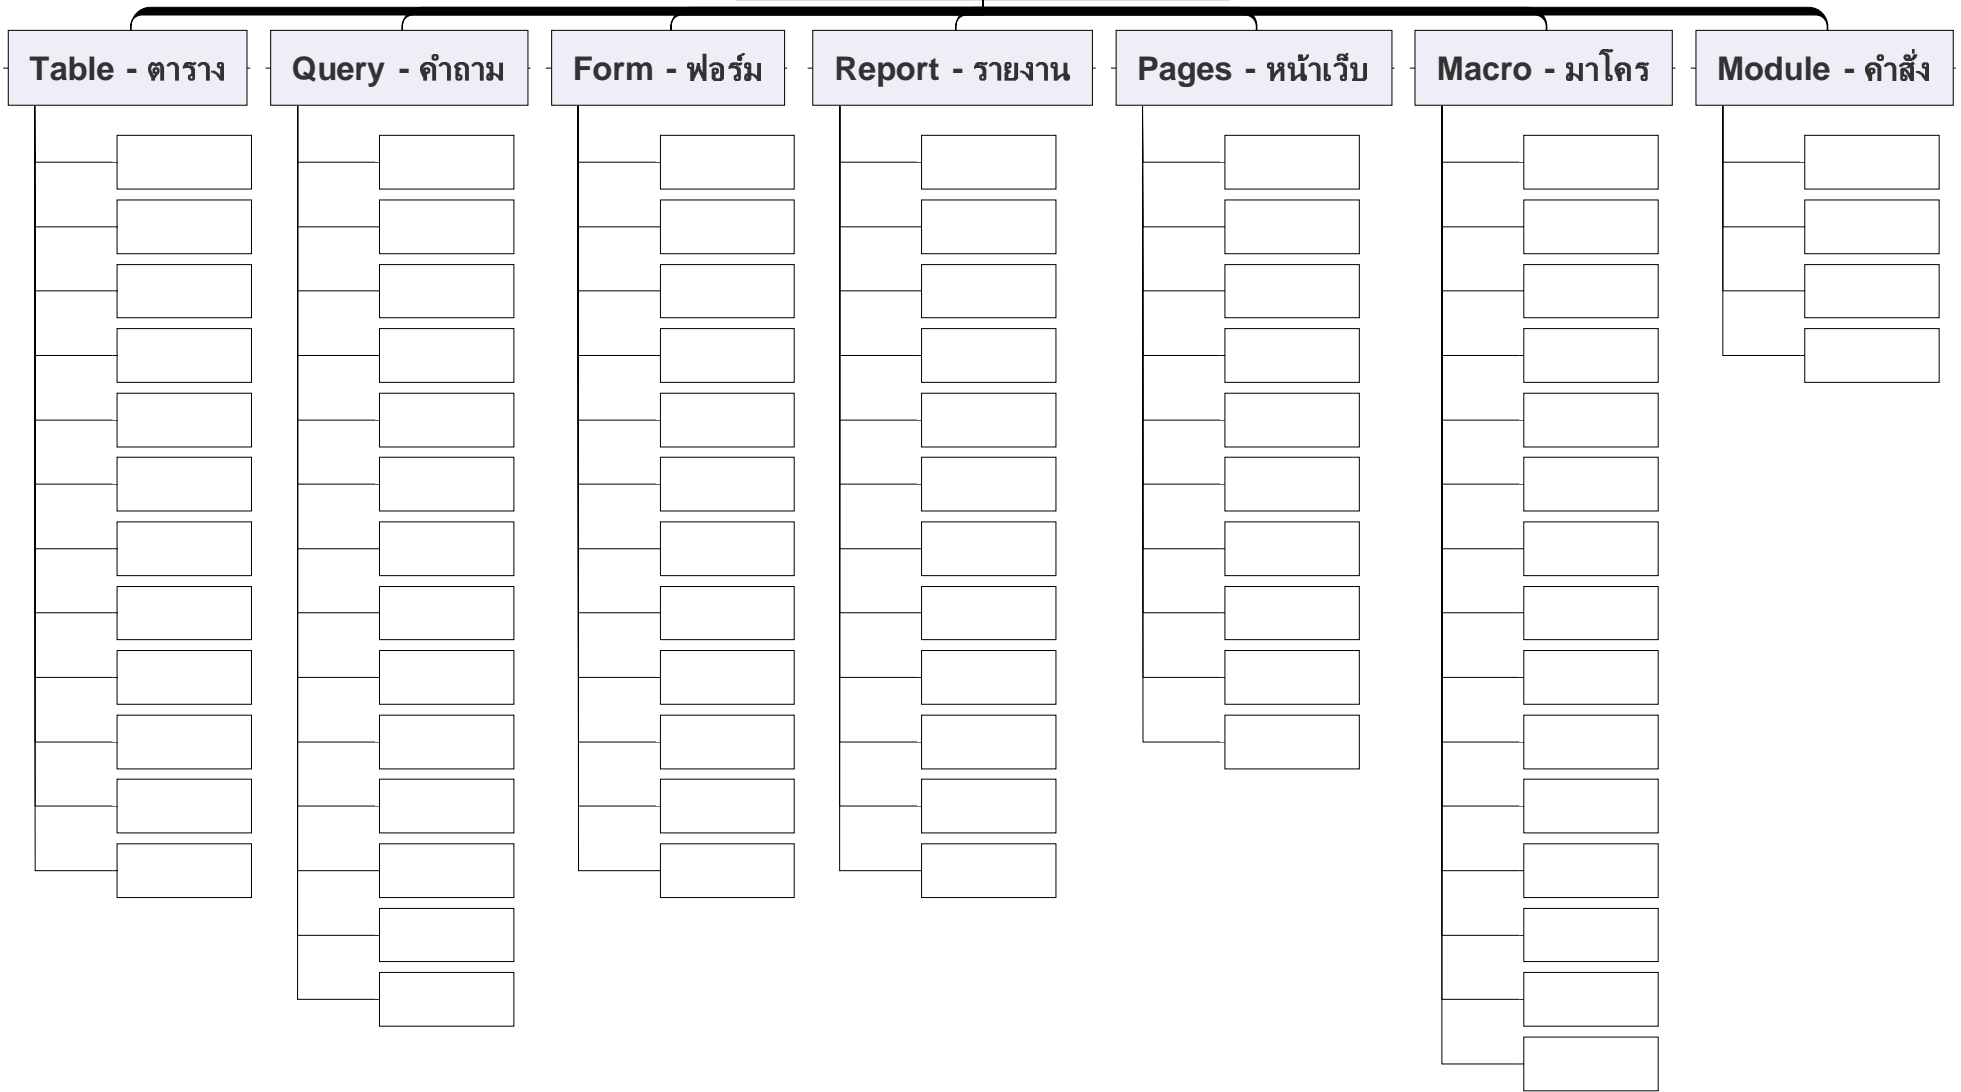 Table - ตาราง
Query - คำถาม
Form - ฟอร์ม
Report - รายงาน
Pages - หน้าเว็บ
Macro - มาโคร
Module - คำสั่ง